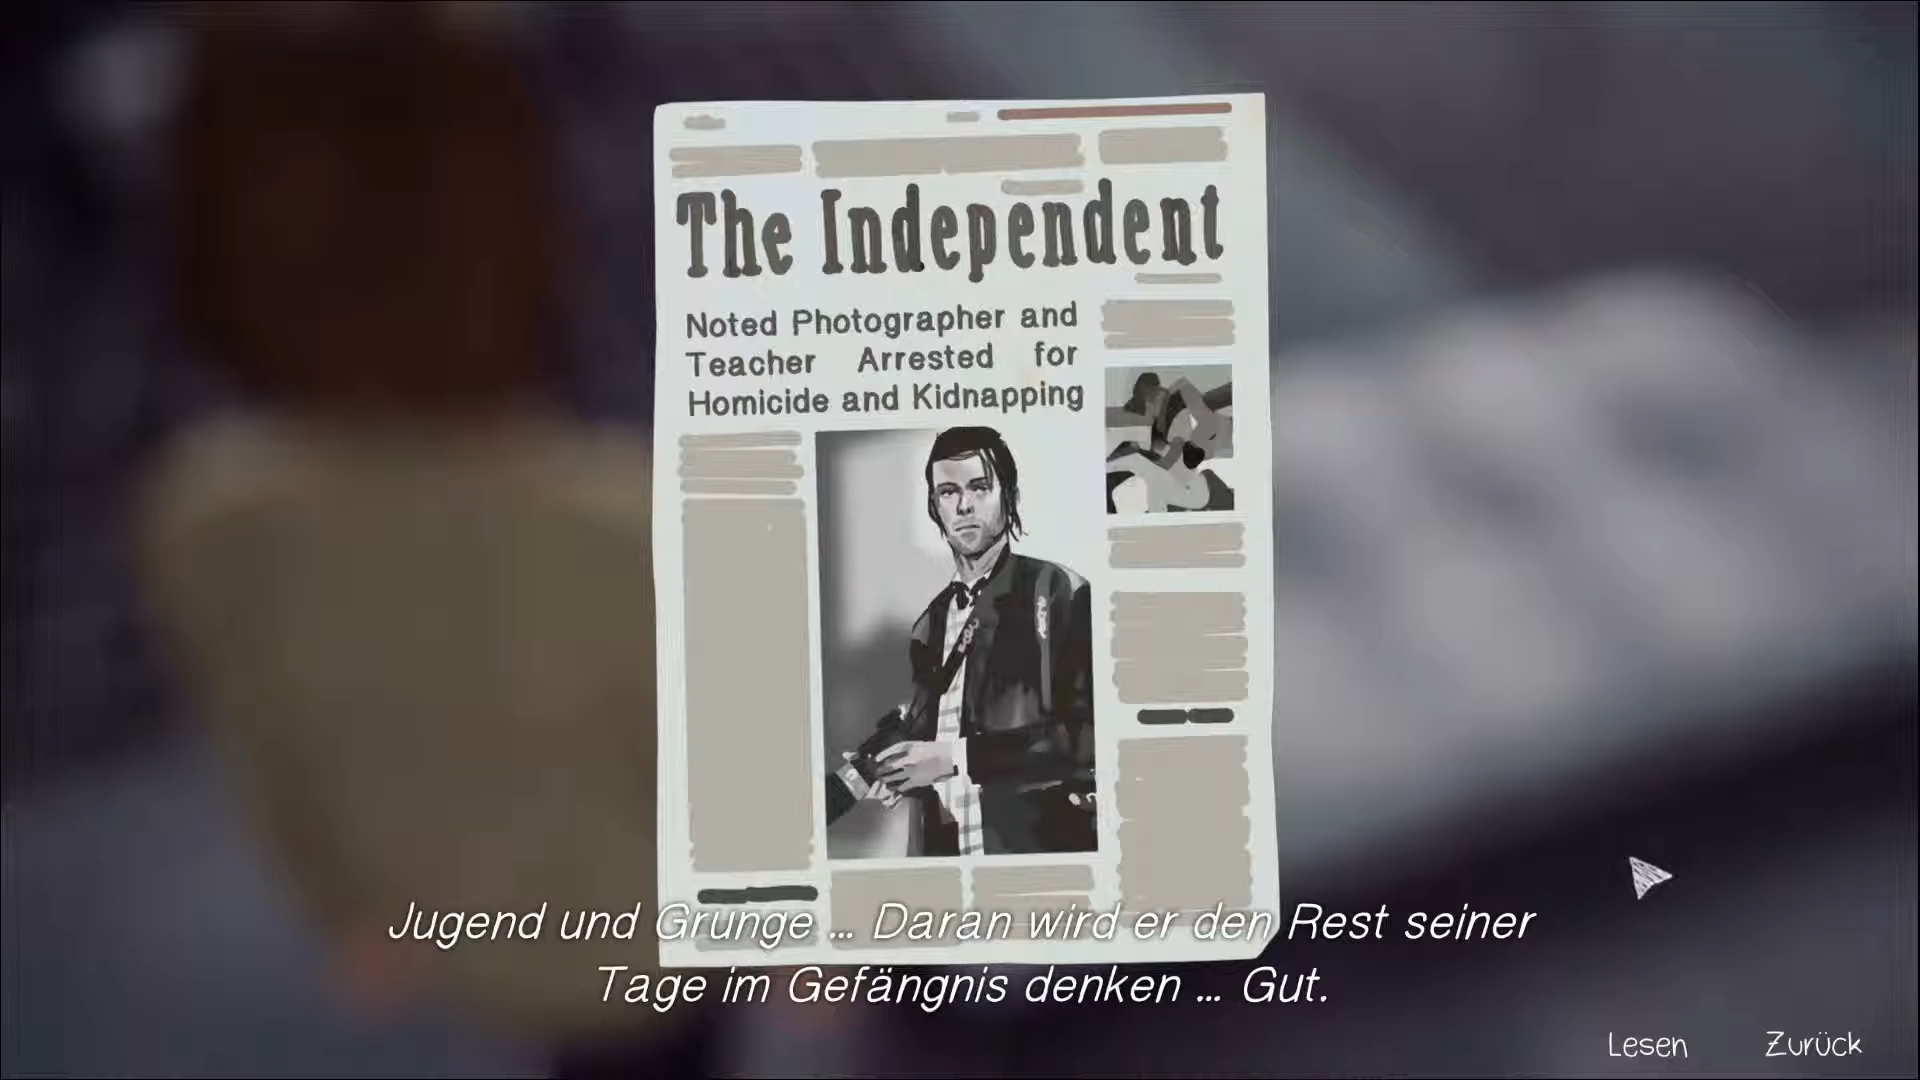 The Independent
Noted Photographer and
Teacher Arrested for
Homicide and Kidnapping
Jugend und Grunge ... Daran wird er den Rest seiner
Tage im Gefängnis denken ... Gut.
Lesen Zurück